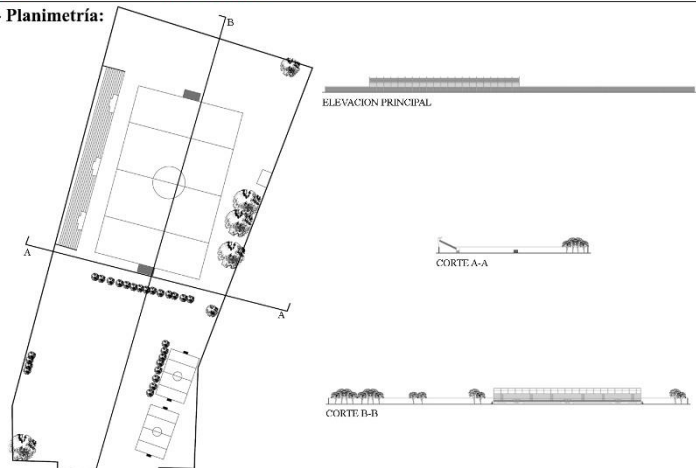 - Planimetría:
B
ELEVACION PRINCIPAL
A
CORTE A-A
A
CORTE B-B